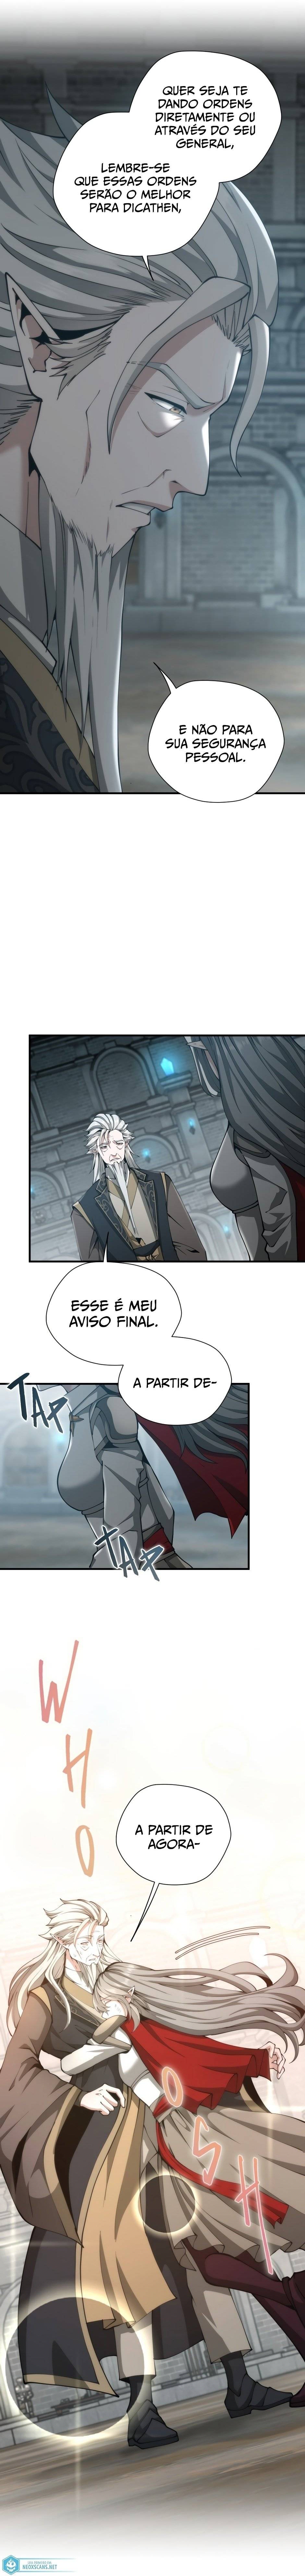 QUER SEJA TE
DANDO ORDENS
DIRETAMENTE OU
ATRAVÉS DO SEU
GENERAL,
LEMBRE-SE
QUE ESSAS ORDENS
SERÃO O MELHOR
PARA DICATHEN,
E NÃO PARA
SUA SEGURANÇA
PESSOAL.
ESSE É MEU
AVISO FINAL.
A PARTIR DE-
TAP
TAP
WHO
A PARTIR DE
AGORA-
OSH
NEOXSCANS.NET